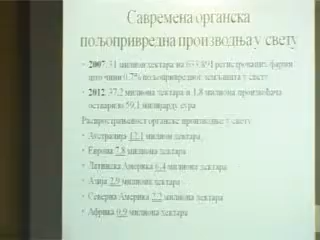 Савремена органска
пољопривредна производња у свету
2007: 31 милион хектара на 633.891 регистрованих фарми
што чини 0.7% пољопривредног земљишта у свету
2012: 37.2 милиона хектара и 1.8 милиона произвођача
остварило 59.1 милијарду еура
Распрострањеност органске производње у свету
Аустралија 12.1 милион хектара
Европа 7.8 милиона хектара
Латинска Америка 6.4 милиона хектара
Азија 2.9 милиона хектара
Северна Америка 2.2 милиона хектара
Африка 0.9 милиона хектара